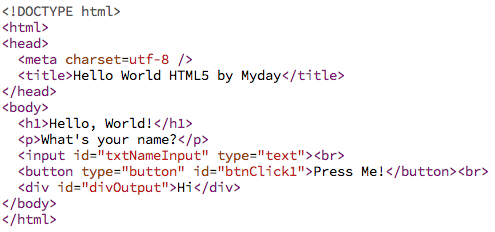 <!DOCTYPE html>
<html>
<head>
  <meta charset=utf-8 />
  <title>Hello World HTML5 by Myday</title>
</head>
<body>
  <h1>Hello, World!</h1>
  <p>What's your name?</p>
  <input id="txtNameInput" type="text"><br>
  <button type="button" id="btnClick1">Press Me!</button><br>
  <div id="divOutput">Hi</div>
</body>
</html>